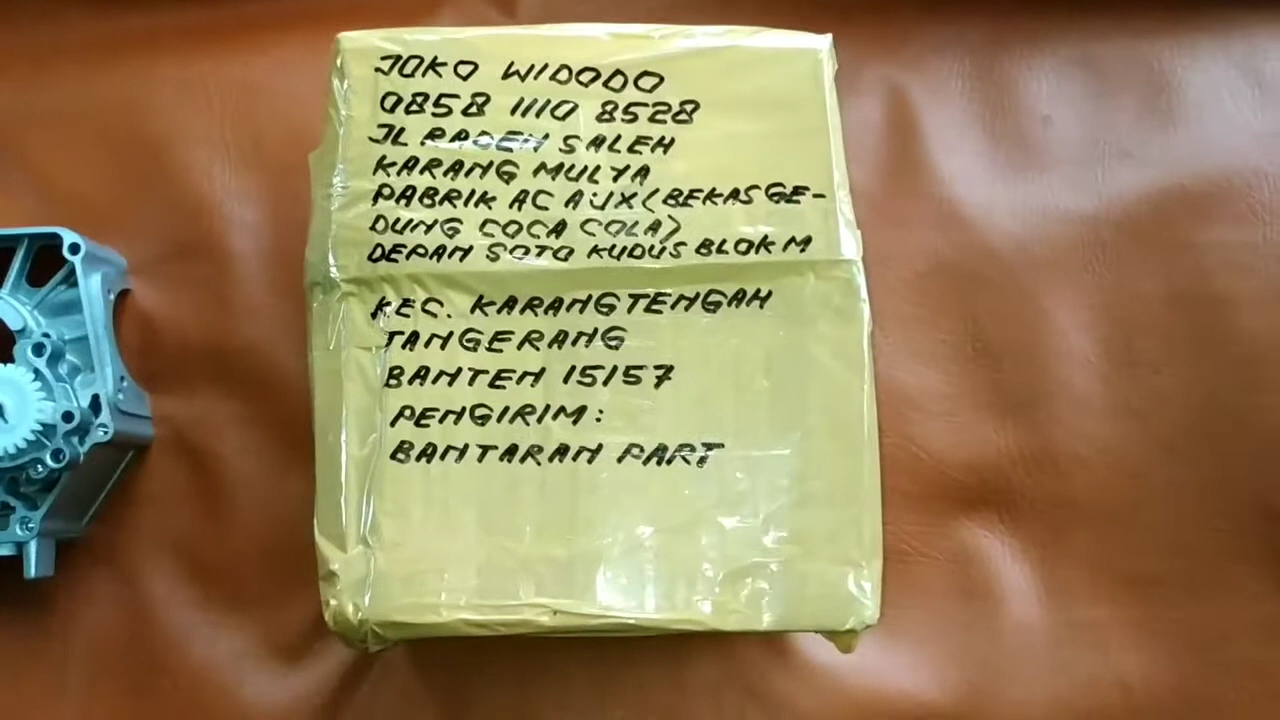 JOKO WIDODO
0858 1110 8528
JL RADEN SALEH
KARANG MULYA
PABRIK AC AUX (BEKAS GE-
DUNG COCA COLA)
DEPAN SOTO KUDUS BLOK M
KEC. KARANGTENGAH
TANGERANG
BANTEN 15157
PENGIRIM:
BANTARAN PART